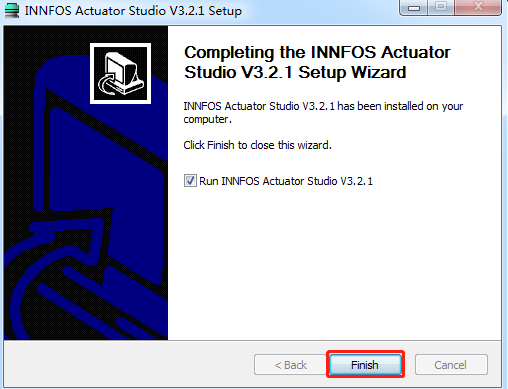 INNFOS Actuator Studio V3.2.1 Setup
Completing the INNFOS Actuator
Studio V3.2.1 Setup Wizard
INNFOS Actuator Studio V3.2.1 has been installed on your
computer.
Click Finish to close this wizard.
Run INNFOS Actuator Studio V3.2.1
< Back
Finish
Cancel